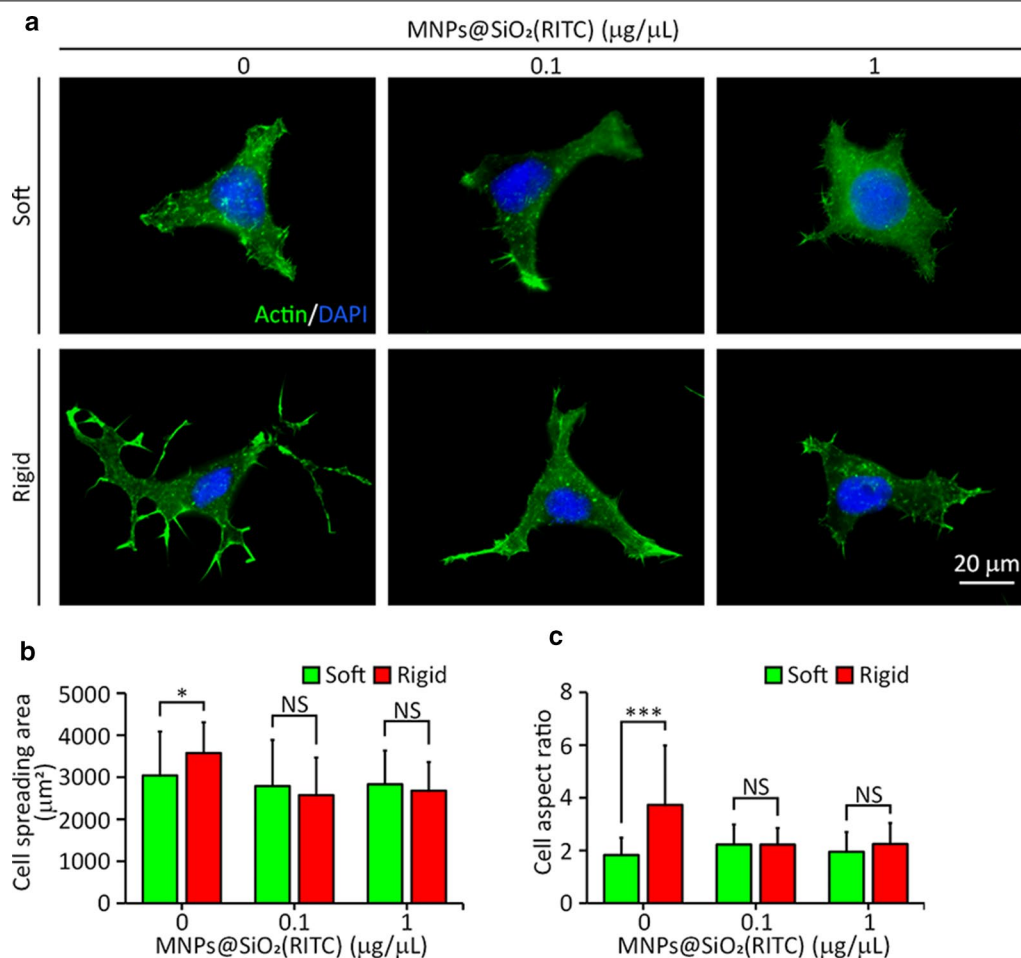 a
MNPs@SiO₂(RITC) (μg/μL)
0 0.1 1
Soft
Actin/DAPI
Rigid
20 μm
b
Soft Rigid
Cell spreading area
(μm²)
5000
4000
3000
2000
1000
0
* NS NS
0 0.1 1
MNPs@SiO₂(RITC) (μg/μL)
c
Soft Rigid
Cell aspect ratio
8
6
4
2
0
*** NS NS
0 0.1 1
MNPs@SiO₂(RITC) (μg/μL)